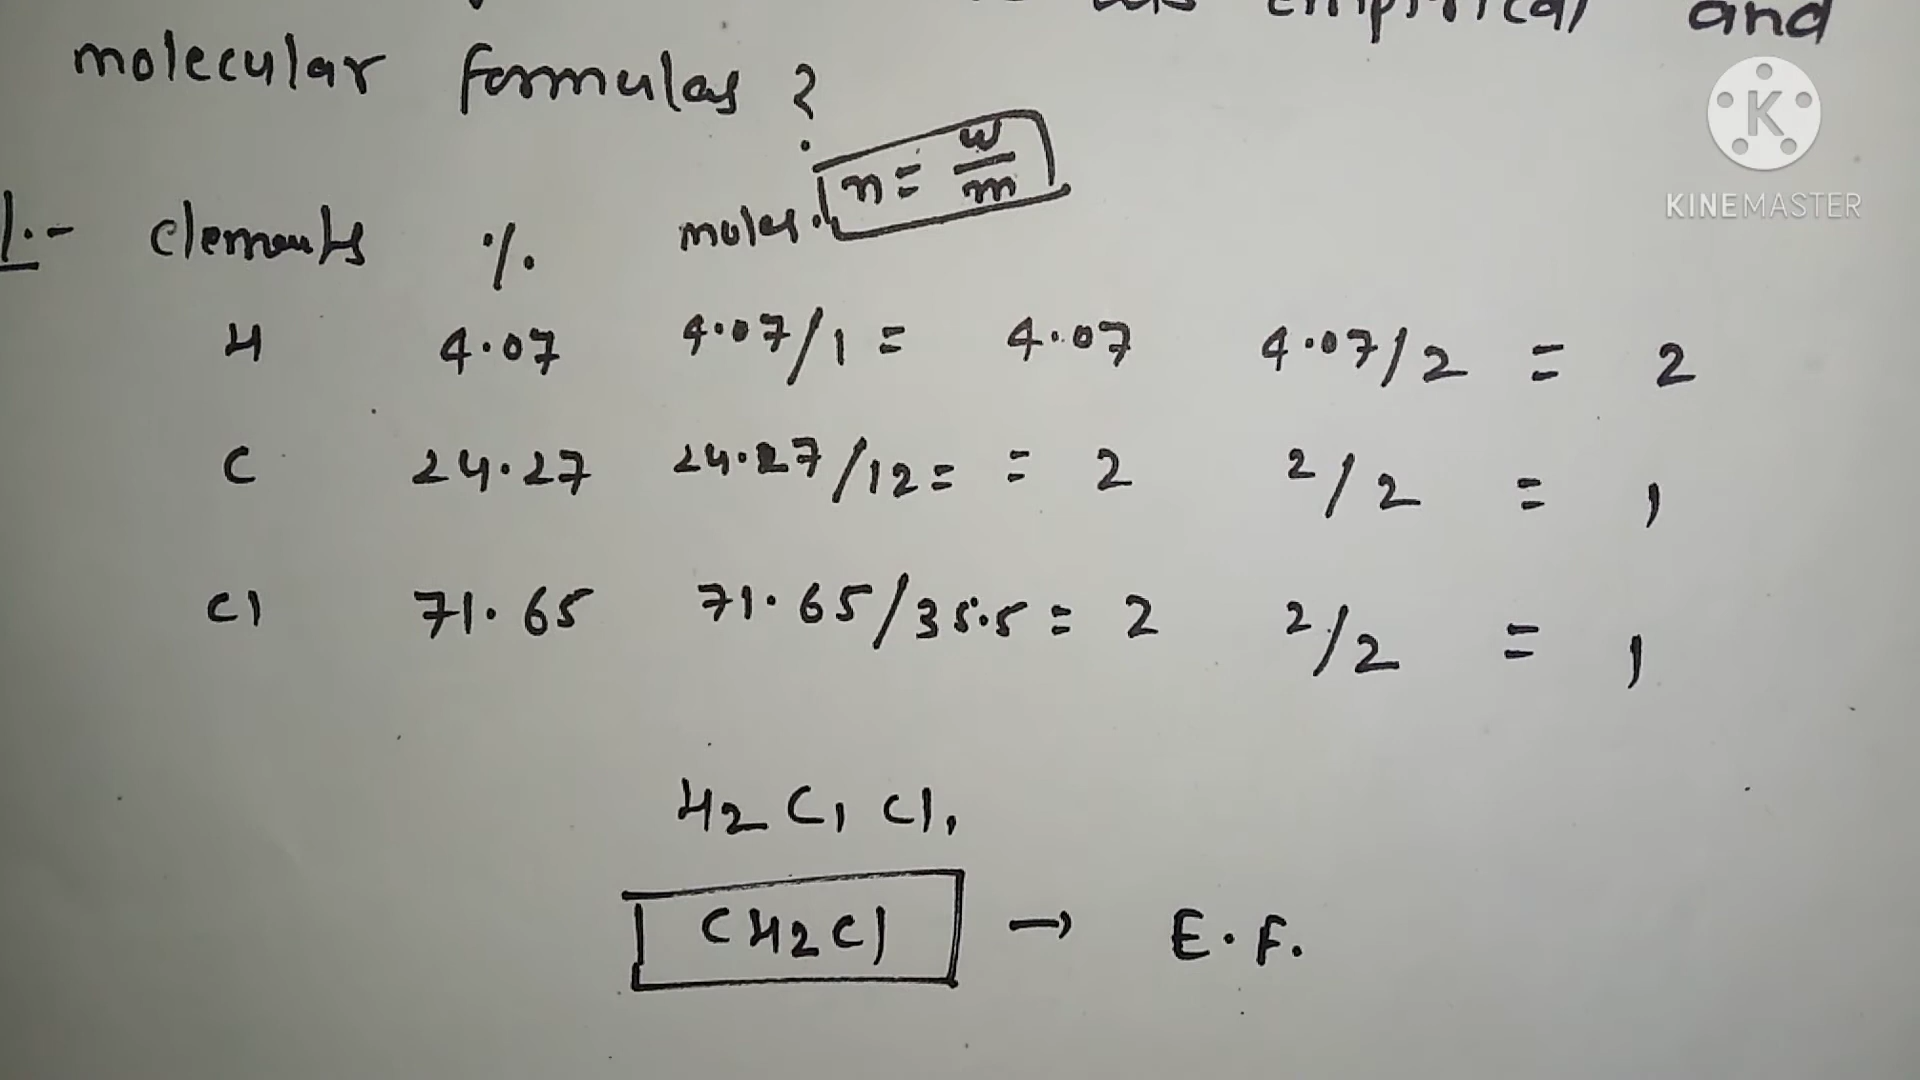 empirical and
molecular formulas ?
n = w/m
1.- elements % moles.
H 4.07 4.07/1 = 4.07 4.07/2 = 2
C 24.27 24.27/12 = = 2 2/2 = 1
Cl 71.65 71.65/35.5 = 2 2/2 = 1
H2 C1 Cl1
CH2Cl → E.F.
K
KINEMASTER